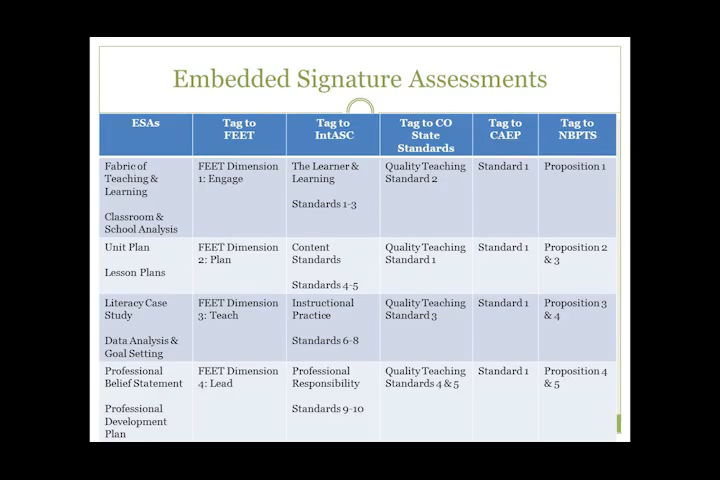 Embedded Signature Assessments
ESAs
Tag to
FEET
Tag to
IntASC
Tag to CO
State
Standards
Tag to
CAEP
Tag to
NBPTS
Fabric of
Teaching &
Learning
Classroom &
School Analysis
FEET Dimension
1: Engage
The Learner &
Learning
Standards 1-3
Quality Teaching
Standard 2
Standard 1
Proposition 1
Unit Plan
Lesson Plans
FEET Dimension
2: Plan
Content
Standards
Standards 4-5
Quality Teaching
Standard 1
Standard 1
Proposition 2
& 3
Literacy Case
Study
Data Analysis &
Goal Setting
FEET Dimension
3: Teach
Instructional
Practice
Standards 6-8
Quality Teaching
Standard 3
Standard 1
Proposition 3
& 4
Professional
Belief Statement
Professional
Development
Plan
FEET Dimension
4: Lead
Professional
Responsibility
Standards 9-10
Quality Teaching
Standards 4 & 5
Standard 1
Proposition 4
& 5